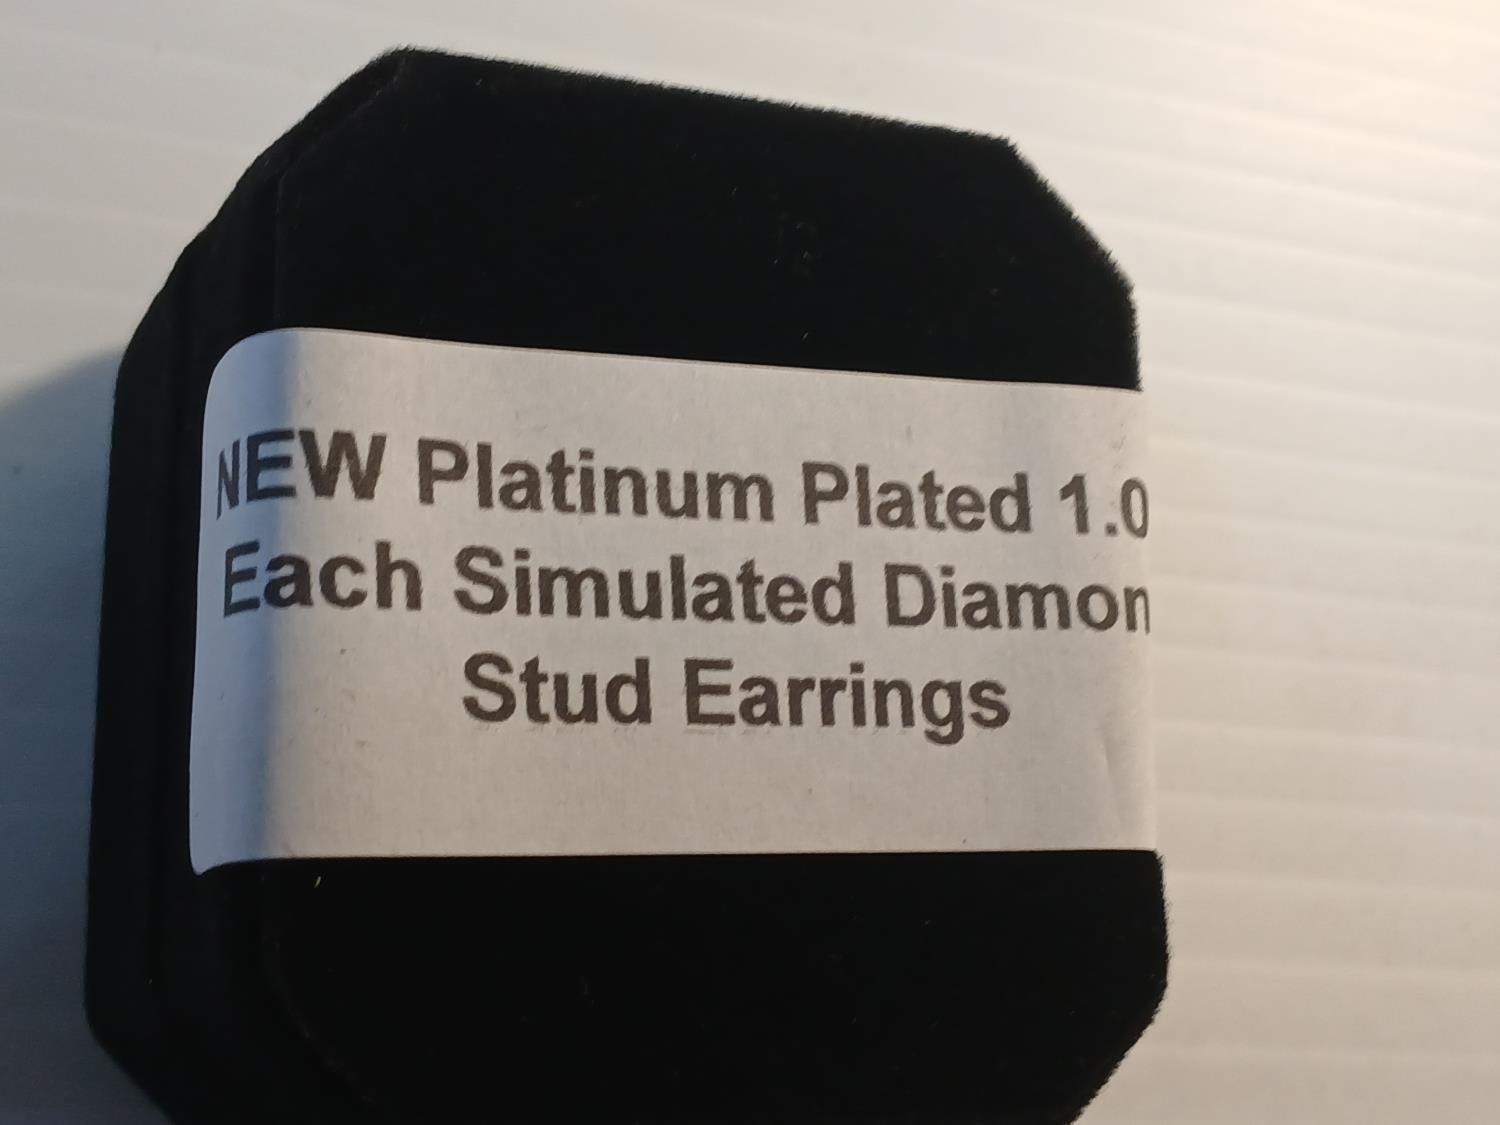 NEW Platinum Plated 1.0
Each Simulated Diamon
Stud Earrings